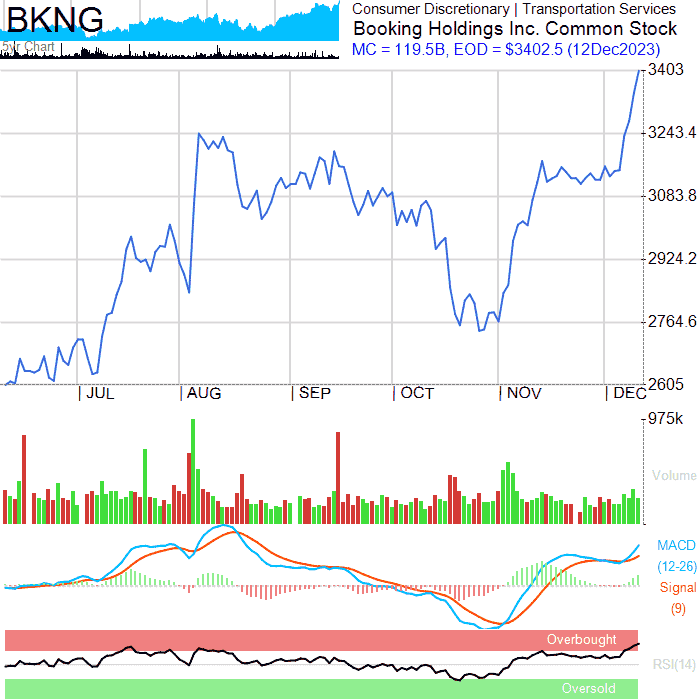 BKNG
5yr Chart
Consumer Discretionary | Transportation Services
Booking Holdings Inc. Common Stock
MC = 119.5B, EOD = $3402.5 (12Dec2023)
3403
3243.4
3083.8
2924.2
2764.6
2605
| JUL | AUG | SEP | OCT | NOV | DEC
975k
Volume
MACD
(12-26)
Signal
(9)
Overbought
RSI(14)
Oversold